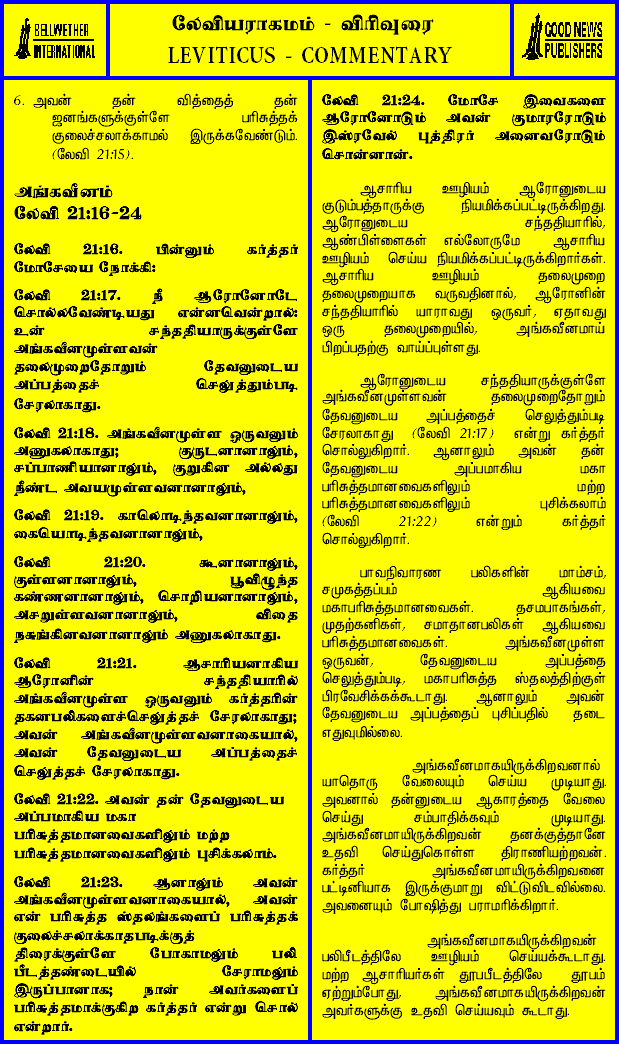 BELLWETHER
INTERNATIONAL
லேவியராகமம் - விரிவுரை
LEVITICUS - COMMENTARY
GOOD NEWS
PUBLISHERS
6. அவன் தன் வித்தைத் தன்
ஜனங்களுக்குள்ளே பரிசுத்தக்
குலைச்சலாக்காமல் இருக்கவேண்டும்.
(லேவி 21:15).
அங்கவீனம்
லேவி 21:16-24
லேவி 21:16. பின்னும் கர்த்தர்
மோசேயை நோக்கி:
லேவி 21:17. நீ ஆரோனோடே
சொல்லவேண்டியது என்னவென்றால்:
உன் சந்ததியாருக்குள்ளே
அங்கவீனமுள்ளவன்
தலைமுறைதோறும் தேவனுடைய
அப்பத்தைச் செலுத்தும்படி
சேரலாகாது.
லேவி 21:18. அங்கவீனமுள்ள ஒருவனும்
அணுகலாகாது; குருடனானாலும்,
சப்பாணியானாலும், குறுகின அல்லது
நீண்ட அவயமுள்ளவனானாலும்,
லேவி 21:19. காலொடிந்தவனானாலும்,
கையொடிந்தவனானாலும்,
லேவி 21:20. கூனானாலும்,
குள்ளனானாலும், பூவிழுந்த
கண்ணனானாலும், சொறியனானாலும்,
அசறுள்ளவனானாலும், விதை
நசுங்கினவனானாலும் அணுகலாகாது.
லேவி 21:21. ஆசாரியனாகிய
ஆரோனின் சந்ததியாரில்
அங்கவீனமுள்ள ஒருவனும் கர்த்தரின்
தகனபலிகளைச்செலுத்தச் சேரலாகாது;
அவன் அங்கவீனமுள்ளவனாகையால்,
அவன் தேவனுடைய அப்பத்தைச்
செலுத்தச் சேரலாகாது.
லேவி 21:22. அவன் தன் தேவனுடைய
அப்பமாகிய மகா
பரிசுத்தமானவைகளிலும் மற்ற
பரிசுத்தமானவைகளிலும் புசிக்கலாம்.
லேவி 21:23. ஆனாலும் அவன்
அங்கவீனமுள்ளவனாகையால், அவன்
என் பரிசுத்த ஸ்தலங்களைப் பரிசுத்தக்
குலைச்சலாக்காதபடிக்குத்
திரைக்குள்ளே போகாமலும் பலி
பீடத்தண்டையில் சேராமலும்
இருப்பானாக; நான் அவர்களைப்
பரிசுத்தமாக்குகிற கர்த்தர் என்று சொல்
என்றார்.
லேவி 21:24. மோசே இவைகளை
ஆரோனோடும் அவன் குமாரரோடும்
இஸ்ரவேல் புத்திரர் அனைவரோடும்
சொன்னான்.
ஆசாரிய ஊழியம் ஆரோனுடைய
குடும்பத்தாருக்கு நியமிக்கப்பட்டிருக்கிறது.
ஆரோனுடைய சந்ததியாரில்,
ஆண்பிள்ளைகள் எல்லோருமே ஆசாரிய
ஊழியம் செய்ய நியமிக்கப்பட்டிருக்கிறார்கள்.
ஆசாரிய ஊழியம் தலைமுறை
தலைமுறையாக வருவதினால், ஆரோனின்
சந்ததியாரில் யாராவது ஒருவர், ஏதாவது
ஒரு தலைமுறையில், அங்கவீனமாய்
பிறப்பதற்கு வாய்ப்புள்ளது.
ஆரோனுடைய சந்ததியாருக்குள்ளே
அங்கவீனமுள்ளவன் தலைமுறைதோறும்
தேவனுடைய அப்பத்தைச் செலுத்தும்படி
சேரலாகாது (லேவி 21:17) என்று கர்த்தர்
சொல்லுகிறார். ஆனாலும் அவன் தன்
தேவனுடைய அப்பமாகிய மகா
பரிசுத்தமானவைகளிலும் மற்ற
பரிசுத்தமானவைகளிலும் புசிக்கலாம்
(லேவி 21:22) என்றும் கர்த்தர்
சொல்லுகிறார்.
பாவநிவாரண பலிகளின் மாம்சம்,
சமுகத்தப்பம் ஆகியவை
மகாபரிசுத்தமானவைகள். தசமபாகங்கள்,
முதற்கனிகள், சமாதானபலிகள் ஆகியவை
பரிசுத்தமானவைகள். அங்கவீனமுள்ள
ஒருவன், தேவனுடைய அப்பத்தை
செலுத்தும்படி, மகாபரிசுத்த ஸ்தலத்திற்குள்
பிரவேசிக்கக்கூடாது. ஆனாலும் அவன்
தேவனுடைய அப்பத்தைப் புசிப்பதில் தடை
எதுவுமில்லை.
அங்கவீனமாகயிருக்கிறவனால்
யாதொரு வேலையும் செய்ய முடியாது.
அவனால் தன்னுடைய ஆகாரத்தை வேலை
செய்து சம்பாதிக்கவும் முடியாது.
அங்கவீனமாயிருக்கிறவன் தனக்குத்தானே
உதவி செய்துகொள்ள திராணியற்றவன்.
கர்த்தர் அங்கவீனமாயிருக்கிறவனை
பட்டினியாக இருக்குமாறு விட்டுவிடவில்லை.
அவனையும் போஷித்து பராமரிக்கிறார்.
அங்கவீனமாகயிருக்கிறவன்
பலிபீடத்திலே ஊழியம் செய்யக்கூடாது.
மற்ற ஆசாரியர்கள் தூபபீடத்திலே தூபம்
ஏற்றும்போது, அங்கவீனமாகயிருக்கிறவன்
அவர்களுக்கு உதவி செய்யவும் கூடாது.